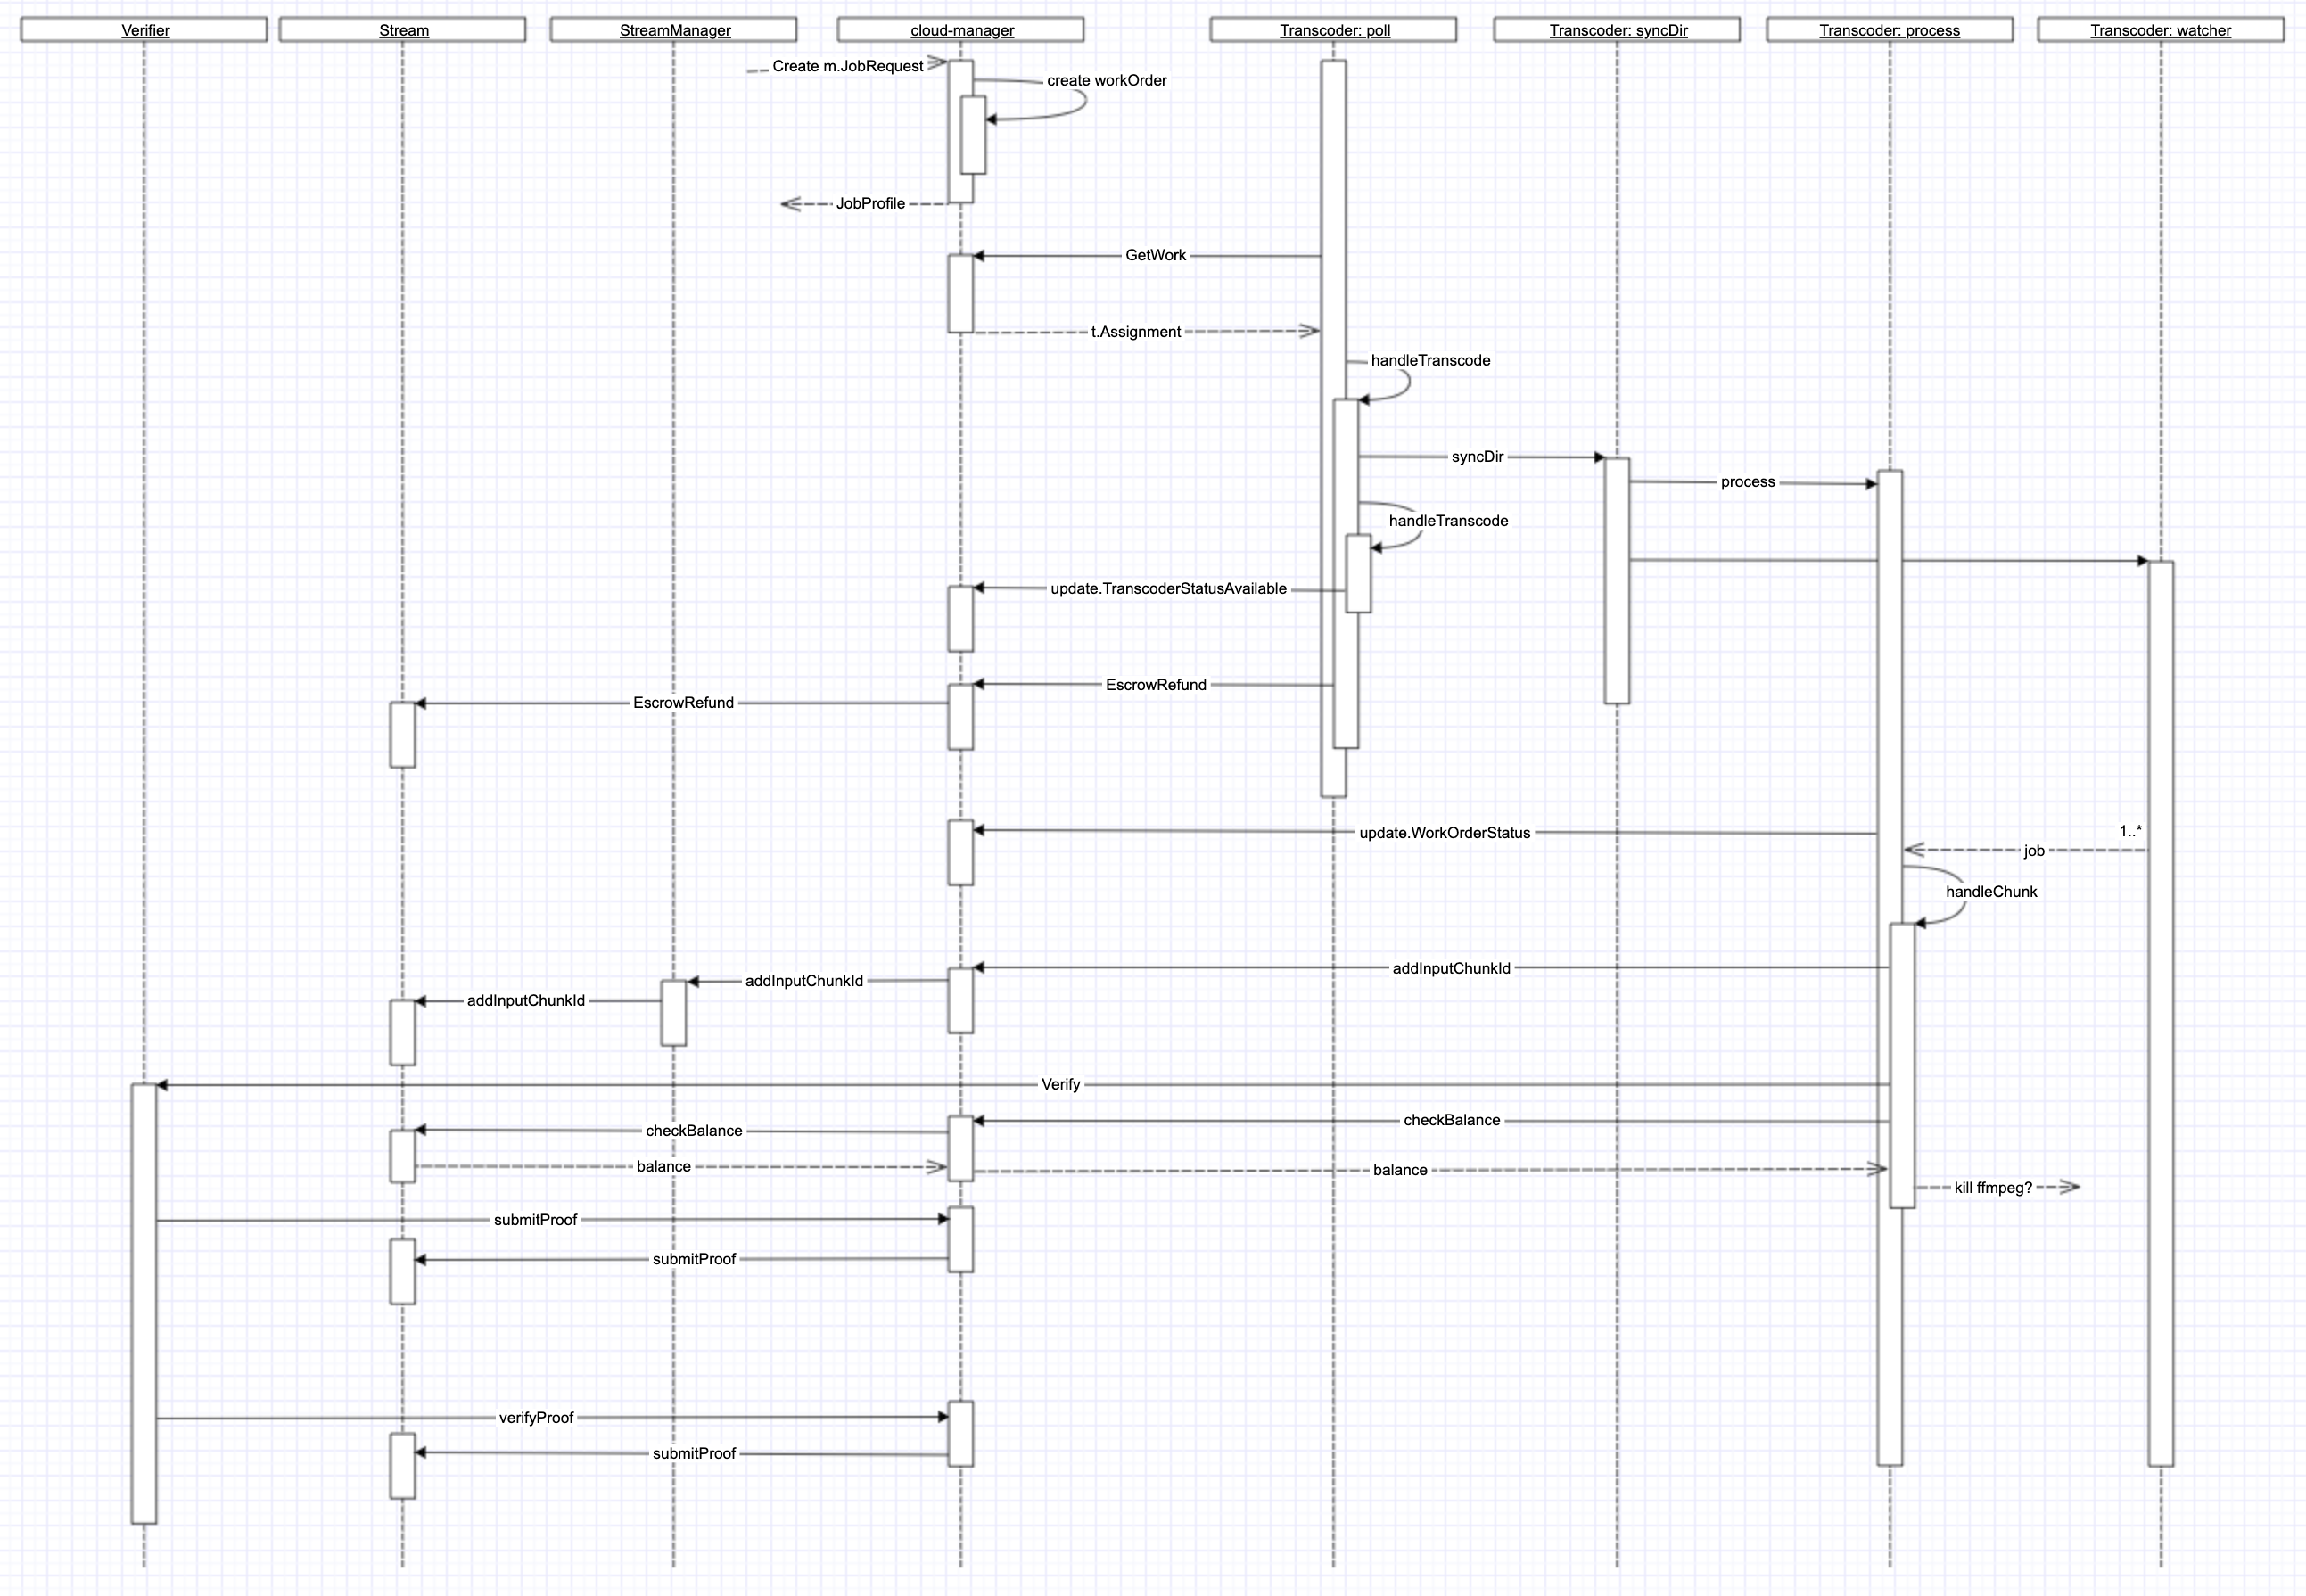 Verifier
Stream
StreamManager
cloud-manager
Transcoder: poll
Transcoder: syncDir
Transcoder: process
Transcoder: watcher
Create m.JobRequest
create workOrder
JobProfile
GetWork
t.Assignment
handleTranscode
syncDir
process
handleTranscode
update.TranscoderStatusAvailable
EscrowRefund
EscrowRefund
update.WorkOrderStatus
1..*
job
handleChunk
addInputChunkId
addInputChunkId
addInputChunkId
Verify
checkBalance
checkBalance
balance
balance
kill ffmpeg?
submitProof
submitProof
verifyProof
submitProof